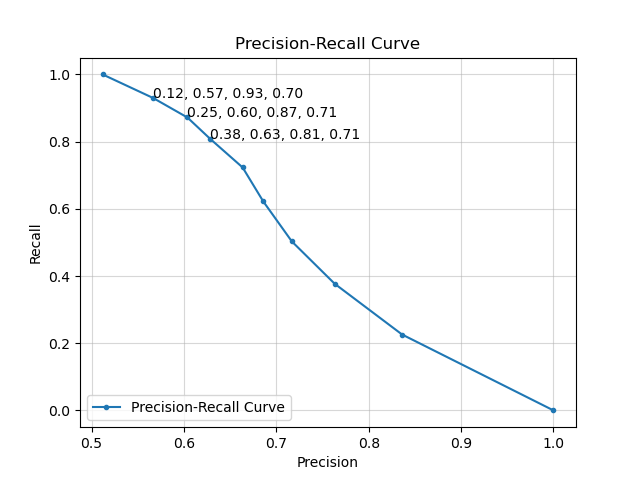 Precision-Recall Curve
1.0
0.8
0.6
0.4
0.2
0.0
Recall
0.12, 0.57, 0.93, 0.70
0.25, 0.60, 0.87, 0.71
0.38, 0.63, 0.81, 0.71
Precision-Recall Curve
0.5 0.6 0.7 0.8 0.9 1.0
Precision